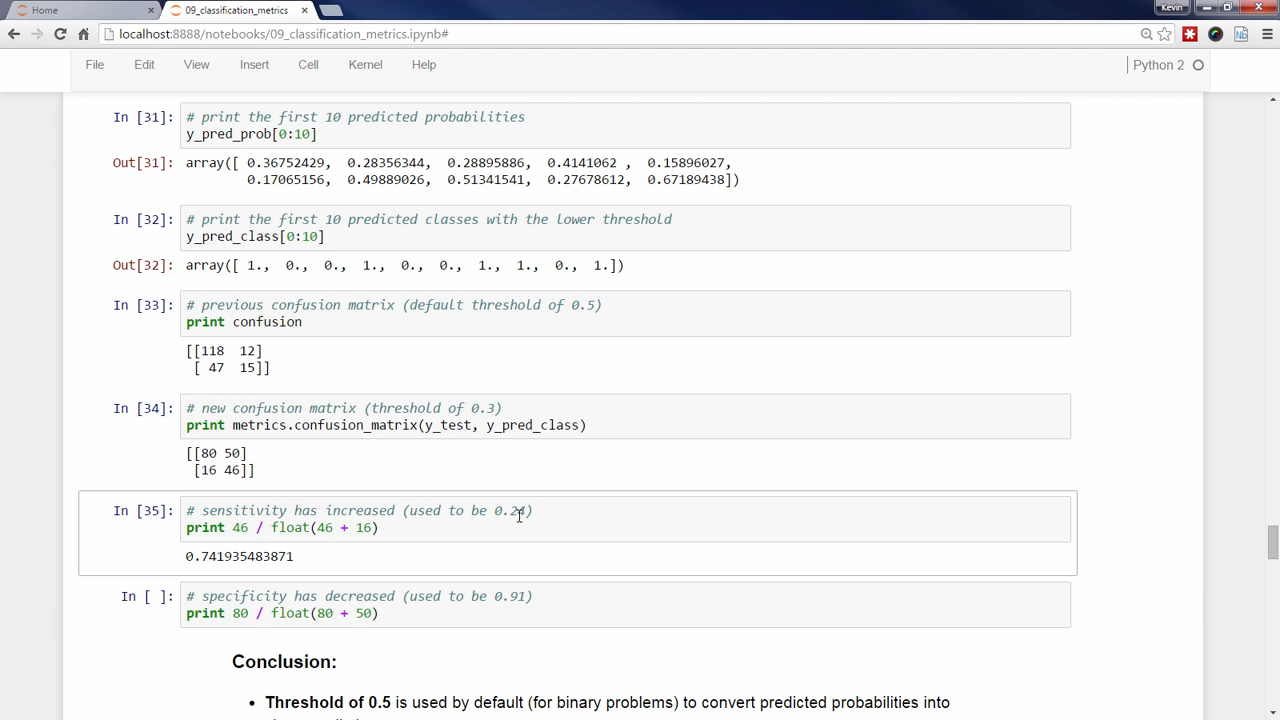 Home
09_classification_metrics
Kevin
localhost:8888/notebooks/09_classification_metrics.ipynb#
File Edit View Insert Cell Kernel Help
Python 2
In [31]: # print the first 10 predicted probabilities
y_pred_prob[0:10]
Out[31]: array([ 0.36752429, 0.28356344, 0.28895886, 0.4141062 , 0.15896027,
0.17065156, 0.49889026, 0.51341541, 0.27678612, 0.67189438])
In [32]: # print the first 10 predicted classes with the lower threshold
y_pred_class[0:10]
Out[32]: array([ 1., 0., 0., 1., 0., 0., 1., 1., 0., 1.])
In [33]: # previous confusion matrix (default threshold of 0.5)
print confusion
[[118 12]
[ 47 15]]
In [34]: # new confusion matrix (threshold of 0.3)
print metrics.confusion_matrix(y_test, y_pred_class)
[[80 50]
[16 46]]
In [35]: # sensitivity has increased (used to be 0.24)
print 46 / float(46 + 16)
0.741935483871
In [ ]: # specificity has decreased (used to be 0.91)
print 80 / float(80 + 50)
Conclusion:
• Threshold of 0.5 is used by default (for binary problems) to convert predicted probabilities into